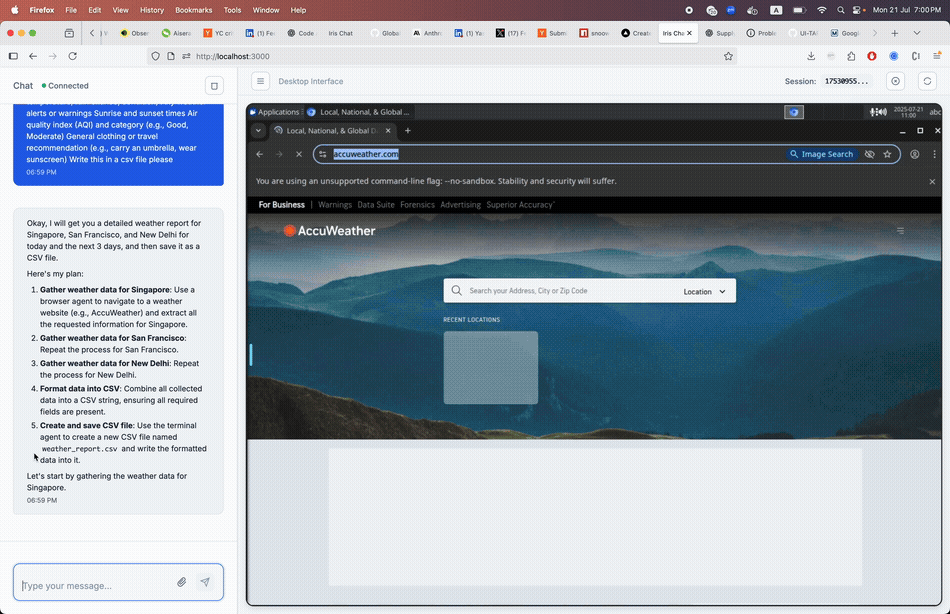 Firefox File Edit View History Bookmarks Tools Window Help
A
Mon 21 Jul 7:00 PM
Obser
Aisera
YC cri
(1) Fee
Code
Iris Chat
Globa
Anthr
(1) Ya
(17) F
Subm
snoov
Create
Iris Cha
Suppl
Proble
UI-TA
Googl
http://localhost:3000
Chat
Connected
Desktop Interface
Session: 17530955...
alerts or warnings Sunrise and sunset times Air
quality index (AQI) and category (e.g., Good,
Moderate) General clothing or travel
recommendation (e.g., carry an umbrella, wear
sunscreen) Write this in a csv file please
06:59 PM
Okay, I will get you a detailed weather report for
Singapore, San Francisco, and New Delhi for
today and the next 3 days, and then save it as a
CSV file.
Here's my plan:
1. Gather weather data for Singapore: Use a
browser agent to navigate to a weather
website (e.g., AccuWeather) and extract all
the requested information for Singapore.
2. Gather weather data for San Francisco:
Repeat the process for San Francisco.
3. Gather weather data for New Delhi: Repeat
the process for New Delhi.
4. Format data into CSV: Combine all collected
data into a CSV string, ensuring all required
fields are present.
5. Create and save CSV file: Use the terminal
agent to create a new CSV file named
weather_report.csv and write the formatted
data into it.
Let's start by gathering the weather data for
Singapore.
06:59 PM
Type your message...
Applications
Local, National, & Global ...
2025-07-21
11:00
abc
Local, National, & Global D
accuweather.com
Image Search
You are using an unsupported command-line flag: --no-sandbox. Stability and security will suffer.
For Business | Warnings Data Suite Forensics Advertising Superior Accuracy™
AccuWeather
Search your Address, City or Zip Code
Location
RECENT LOCATIONS